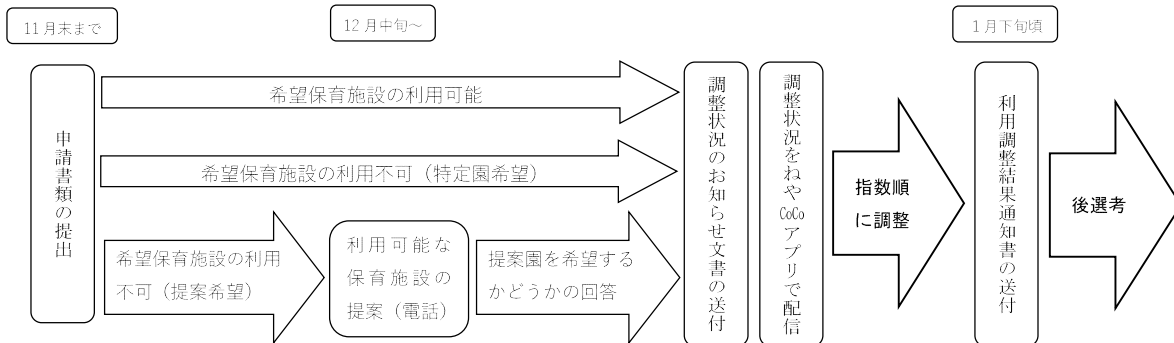 11月末まで
12月中旬～
1月下旬頃
申請書類の提出
希望保育施設の利用可能
希望保育施設の利用不可（特定園希望）
希望保育施設の利用
不可（提案希望）
利用可能な
保育施設の
提案（電話）
提案園を希望する
かどうかの回答
調整状況のお知らせ文書の送付
調整状況をねやCoCoアプリで配信
指数順
に調整
利用調整結果通知書の送付
後選考